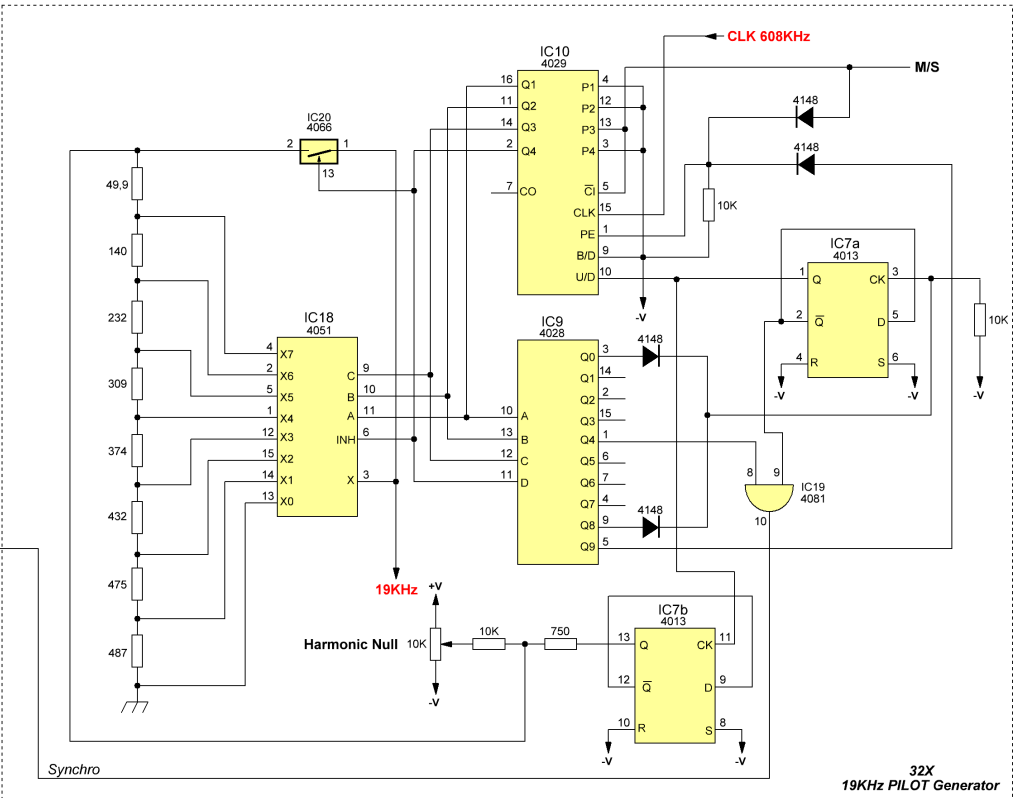 CLK 608KHz
IC10
4029
M/S
16 Q1 P1 4
11 Q2 P2 12
14 Q3 P3 13
2 Q4 P4 3
7 CO CI 5
CLK 15
PE 1
B/D 9
U/D 10
-V
4148
4148
10K
IC20
4066
2 1
13
49,9
140
232
309
374
432
475
487
IC18
4051
4 X7
2 X6
5 X5
1 X4
12 X3
15 X2
14 X1
13 X0
C 9
B 10
A 11
INH 6
X 3
19KHz
IC9
4028
10 A
13 B
12 C
11 D
Q0 3
Q1 14
Q2 2
Q3 15
Q4 1
Q5 6
Q6 7
Q7 4
Q8 9
Q9 5
4148
4148
IC7a
4013
1 Q CK 3
2 Q D 5
4 R S 6
-V
-V
10K
-V
8 9
IC19
4081
10
+V
Harmonic Null 10K
-V
10K
750
IC7b
4013
13 Q CK 11
12 Q D 9
10 R S 8
-V
-V
Synchro
32X
19KHz PILOT Generator